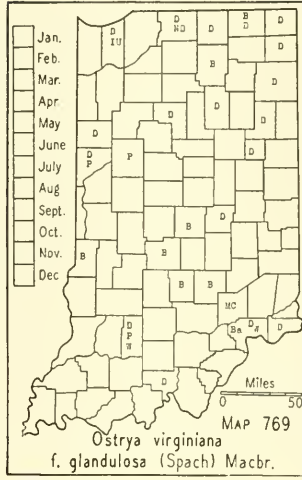 Jan.
Feb.
Mar.
Apr.
May
June
July
Aug
Sept.
Oct.
Nov.
Dec
D
IU
D
ND
D
B
D
D
B
D
D
D
D
D
D
P
P
D
B
D
B
B
B
B
MC
D
P
W
Ba
D W
D
D
Miles
50
MAP 769
Ostrya virginiana
f. glandulosa (Spach) Macbr.